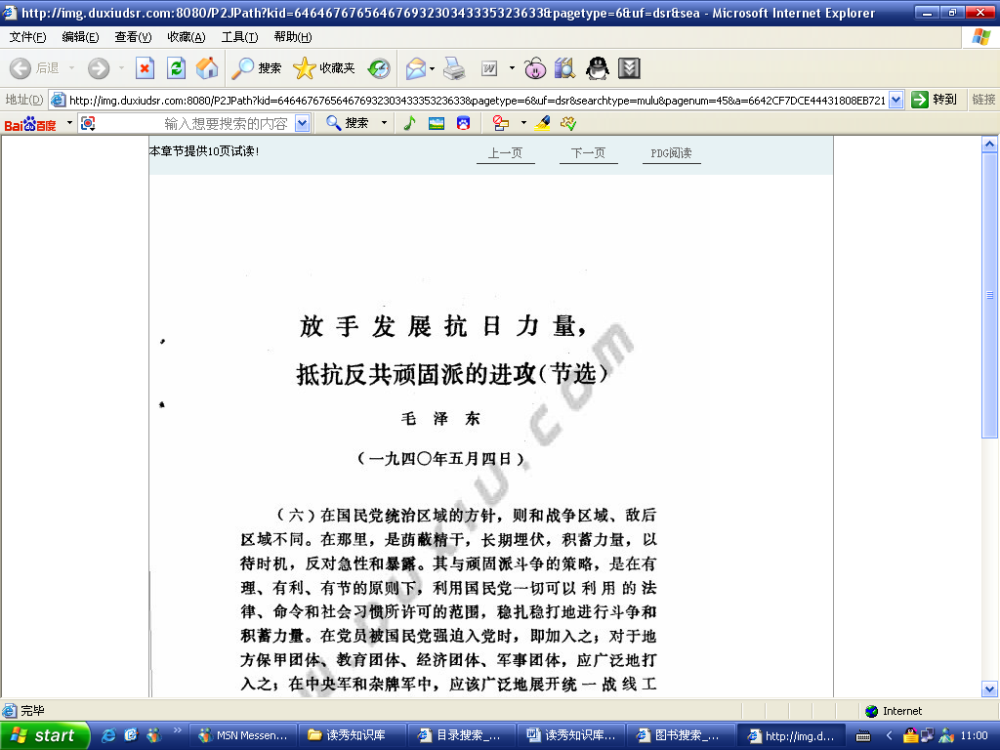 http://img.duxiudsr.com:8080/P2JPath?kid=64646767656467693230343335323633&pagetype=6&uf=dsr&sea - Microsoft Internet Explorer
文件(F) 编辑(E) 查看(V) 收藏(A) 工具(T) 帮助(H)
后退 搜索 收藏夹
地址(D) http://img.duxiudsr.com:8080/P2JPath?kid=64646767656467693230343335323633&pagetype=6&uf=dsr&searchtype=mulu&pagenum=45&a=6642CF7DCE44431808EB721 转到 链接
Bai百度 输入想要搜索的内容 搜索
本章节提供10页试读! 上一页 下一页 PDG阅读
放手发展抗日力量,
抵抗反共顽固派的进攻(节选)
毛泽东
(一九四〇年五月四日)
(六)在国民党统治区域的方针,则和战争区域、敌后
区域不同。在那里,是荫蔽精干,长期埋伏,积蓄力量,以
待时机,反对急性和暴露。其与顽固派斗争的策略,是在有
理、有利、有节的原则下,利用国民党一切可以利用的法
律、命令和社会习惯所许可的范围,稳扎稳打地进行斗争和
积蓄力量。在党员被国民党强迫入党时,即加入之;对于地
方保甲团体、教育团体、经济团体、军事团体,应广泛地打
入之;在中央军和杂牌军中,应该广泛地展开统一战线工
w.duxiu.com
完毕 Internet
start MSN Messen... 读秀知识库 目录搜索_... 读秀知识库... 图书搜索_... http://img.d... 11:00